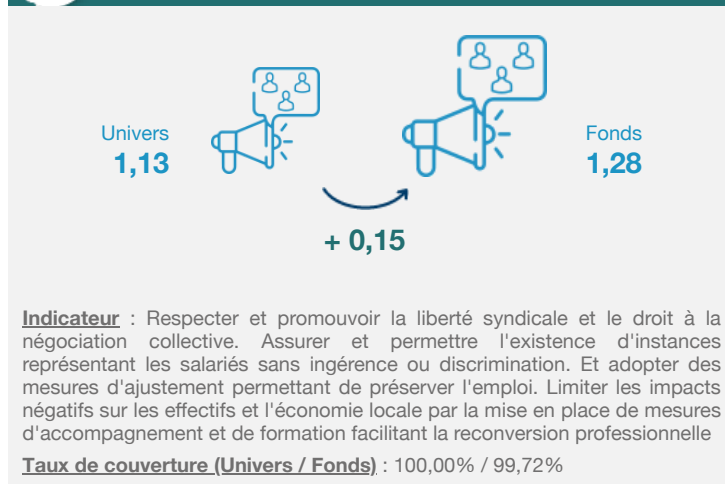 Univers
1,13
Fonds
1,28
+ 0,15
Indicateur : Respecter et promouvoir la liberté syndicale et le droit à la
négociation collective. Assurer et permettre l'existence d'instances
représentant les salariés sans ingérence ou discrimination. Et adopter des
mesures d'ajustement permettant de préserver l'emploi. Limiter les impacts
négatifs sur les effectifs et l'économie locale par la mise en place de mesures
d'accompagnement et de formation facilitant la reconversion professionnelle
Taux de couverture (Univers / Fonds) : 100,00% / 99,72%